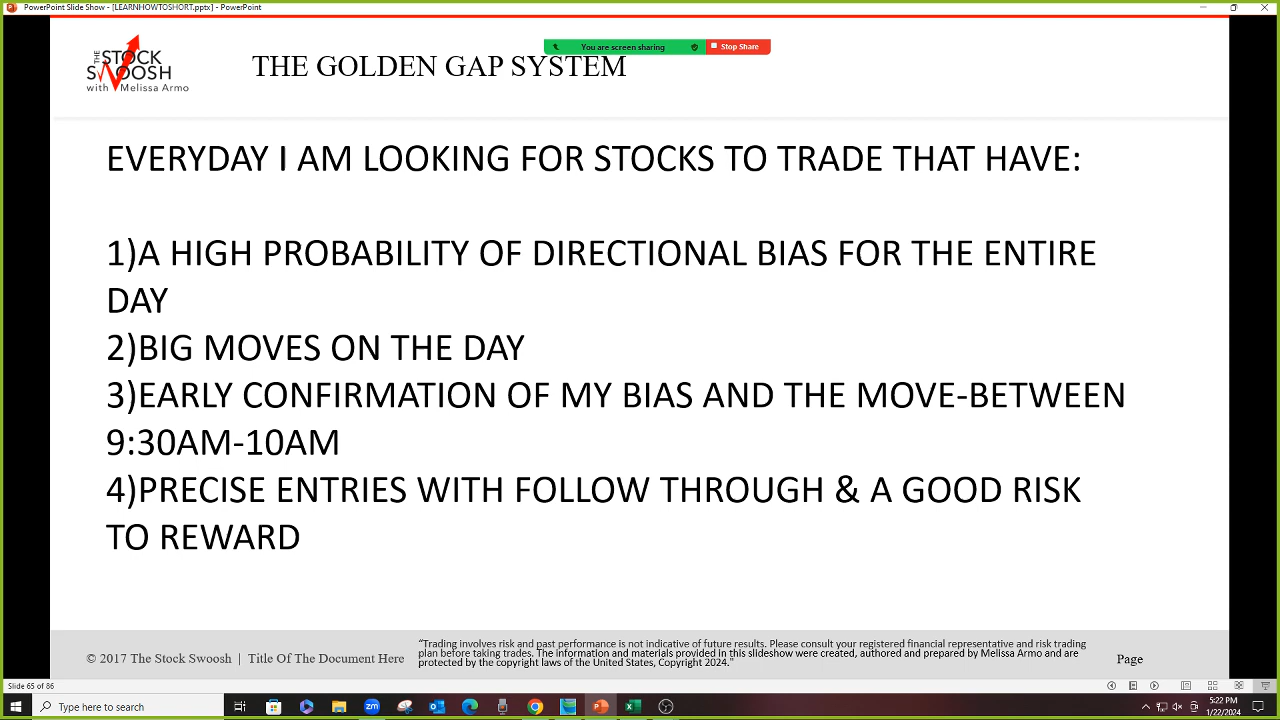 PowerPoint Slide Show - [LEARNHOWTOSHORT.pptx] - PowerPoint
You are screen sharing
Stop Share
THE
STOCK
SWOOSH
with Melissa Armo
THE GOLDEN GAP SYSTEM
EVERYDAY I AM LOOKING FOR STOCKS TO TRADE THAT HAVE:
1)A HIGH PROBABILITY OF DIRECTIONAL BIAS FOR THE ENTIRE
DAY
2)BIG MOVES ON THE DAY
3)EARLY CONFIRMATION OF MY BIAS AND THE MOVE-BETWEEN
9:30AM-10AM
4)PRECISE ENTRIES WITH FOLLOW THROUGH & A GOOD RISK
TO REWARD
© 2017 The Stock Swoosh | Title Of The Document Here
“Trading involves risk and past performance is not indicative of future results. Please consult your registered financial representative and risk trading
plan before taking trades. The information and materials provided in this slideshow were created, authored and prepared by Melissa Armo and are
protected by the copyright laws of the United States, Copyright 2024."
Page
Slide 65 of 86
Type here to search
zm
5:22 PM
1/22/2024